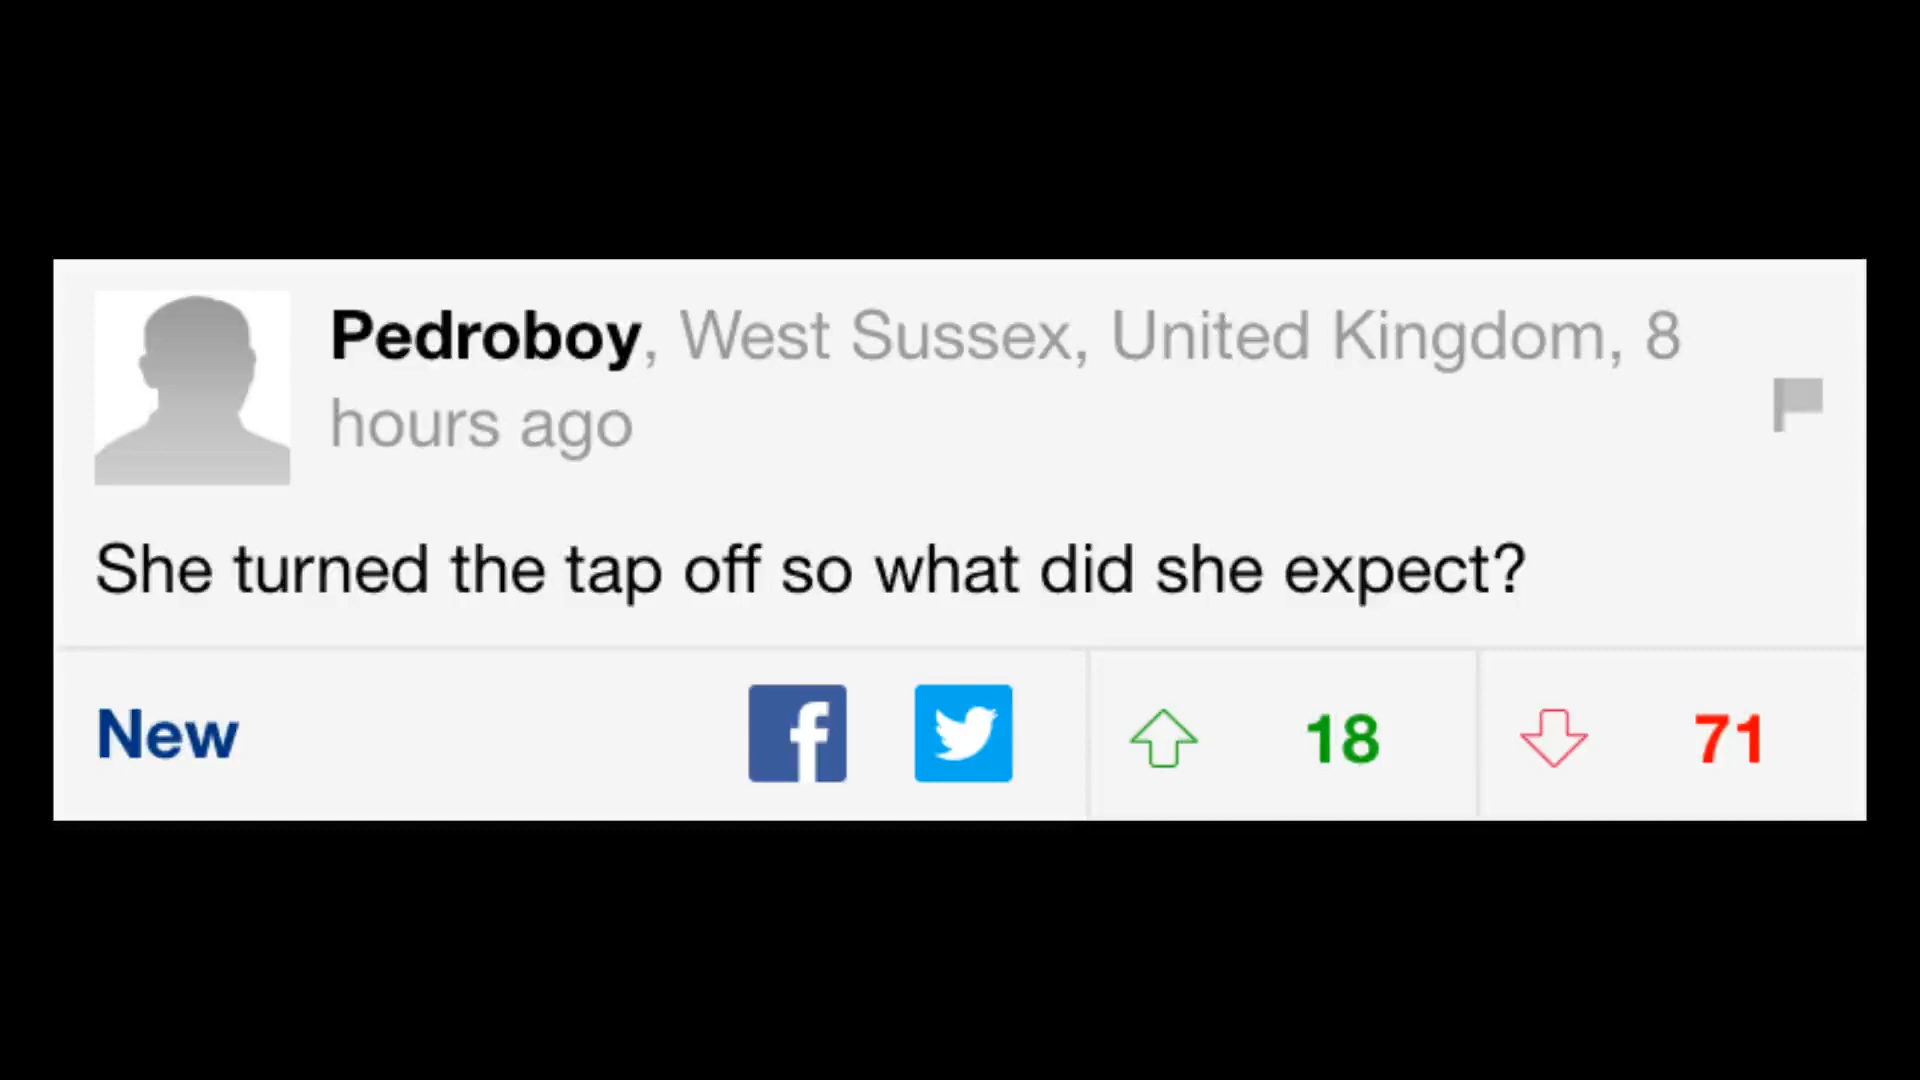 Pedroboy, West Sussex, United Kingdom, 8
hours ago
She turned the tap off so what did she expect?
New 18 71